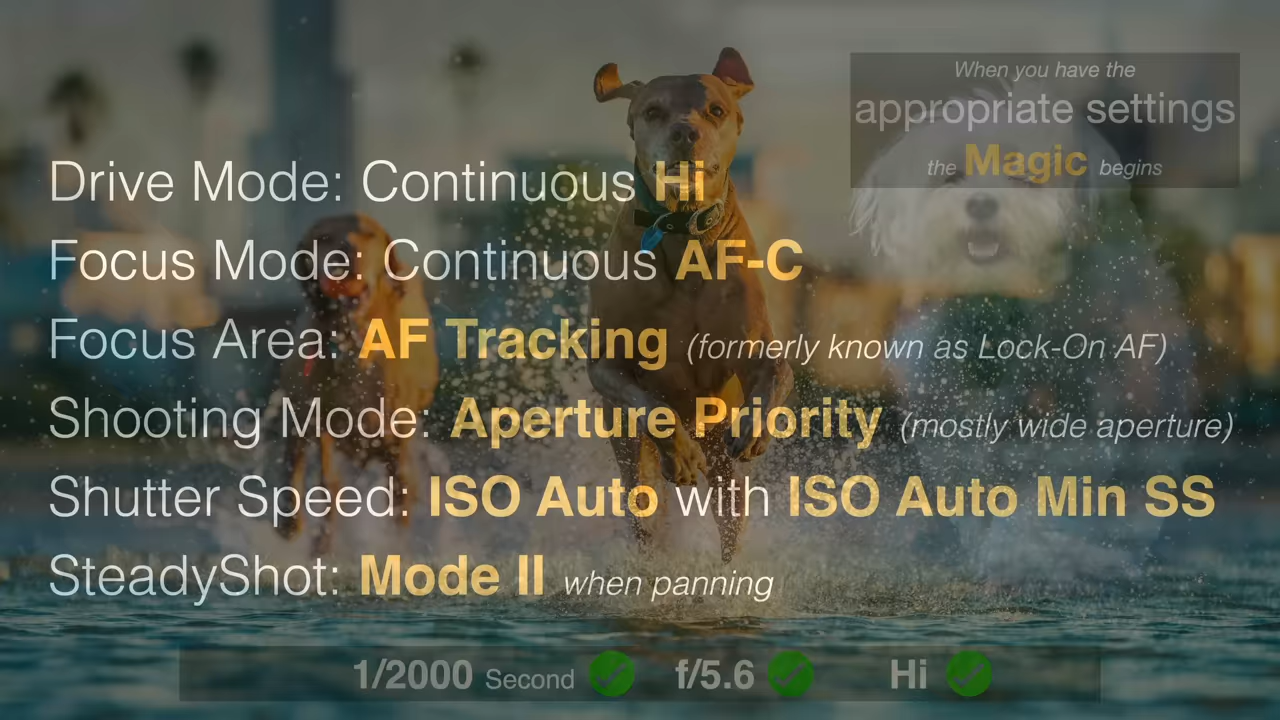 When you have the
appropriate settings
the Magic begins
Drive Mode: Continuous Hi
Focus Mode: Continuous AF-C
Focus Area: AF Tracking (formerly known as Lock-On AF)
Shooting Mode: Aperture Priority (mostly wide aperture)
Shutter Speed: ISO Auto with ISO Auto Min SS
SteadyShot: Mode II when panning
1/2000 Second f/5.6 Hi